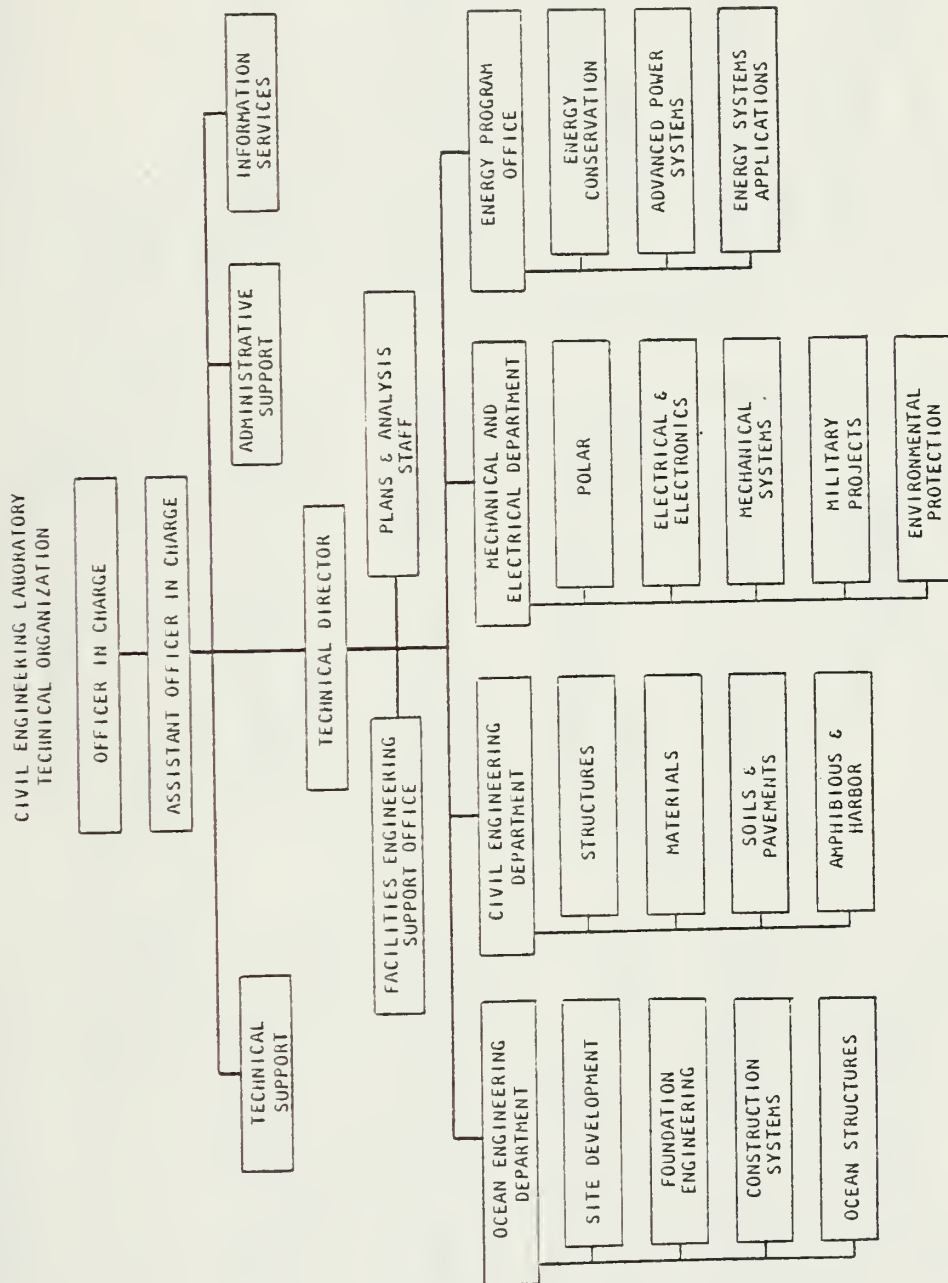 CIVIL ENGINEERING LABORATORY
TECHNICAL ORGANIZATION
OFFICER IN CHARGE
ASSISTANT OFFICER IN CHARGE
TECHNICAL
SUPPORT
ADMINISTRATIVE
SUPPORT
INFORMATION
SERVICES
TECHNICAL DIRECTOR
FACILITIES ENGINEERING
SUPPORT OFFICE
PLANS & ANALYSIS
STAFF
OCEAN ENGINEERING
DEPARTMENT
SITE DEVELOPMENT
FOUNDATION
ENGINEERING
CONSTRUCTION
SYSTEMS
OCEAN STRUCTURES
CIVIL ENGINEERING
DEPARTMENT
STRUCTURES
MATERIALS
SOILS &
PAVEMENTS
AMPHIBIOUS &
HARBOR
MECHANICAL AND
ELECTRICAL DEPARTMENT
POLAR
ELECTRICAL &
ELECTRONICS
MECHANICAL
SYSTEMS
MILITARY
PROJECTS
ENVIRONMENTAL
PROTECTION
ENERGY PROGRAM
OFFICE
ENERGY
CONSERVATION
ADVANCED POWER
SYSTEMS
ENERGY SYSTEMS
APPLICATIONS